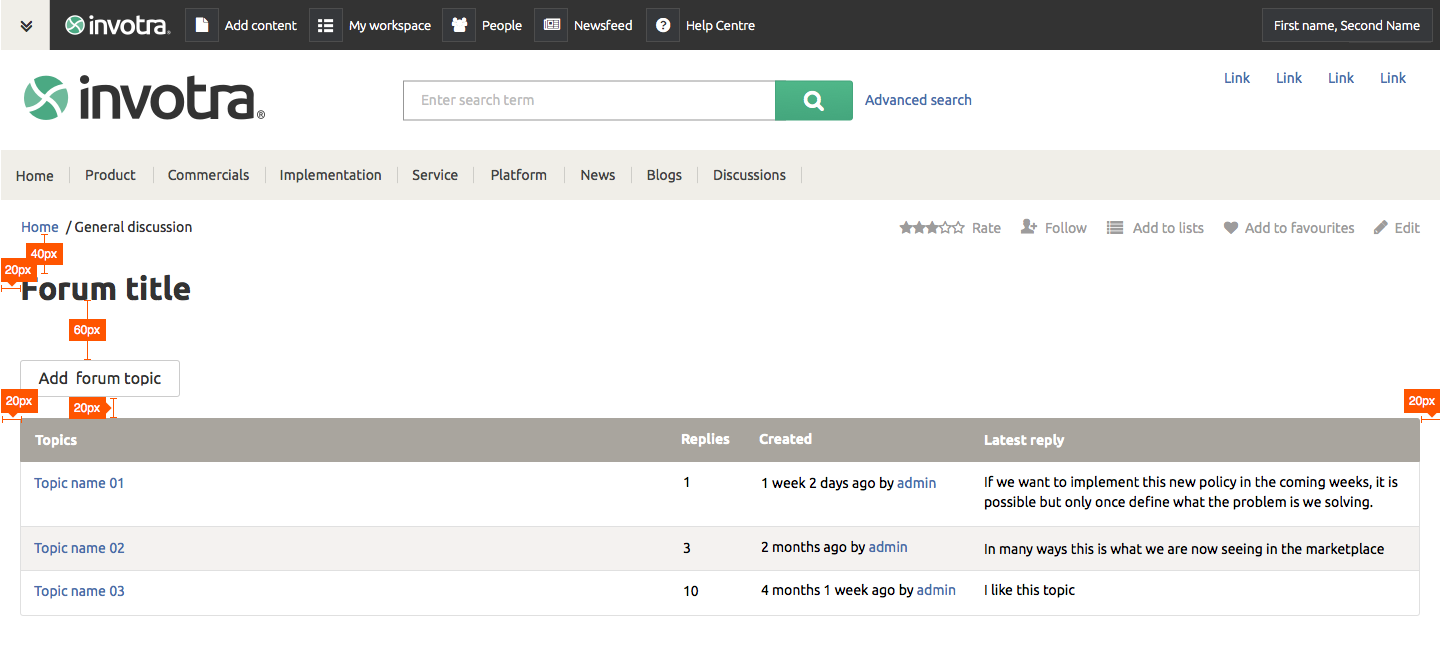 invotra. Add content My workspace People Newsfeed Help Centre First name, Second Name
Link Link Link Link
invotra®
Enter search term Advanced search
Home Product Commercials Implementation Service Platform News Blogs Discussions
Home / General discussion Rate Follow Add to lists Add to favourites Edit
40px
20px
Forum title
60px
Add forum topic
20px 20px 20px
Topics Replies Created Latest reply
Topic name 01 1 1 week 2 days ago by admin If we want to implement this new policy in the coming weeks, it is
possible but only once define what the problem is we solving.
Topic name 02 3 2 months ago by admin In many ways this is what we are now seeing in the marketplace
Topic name 03 10 4 months 1 week ago by admin I like this topic